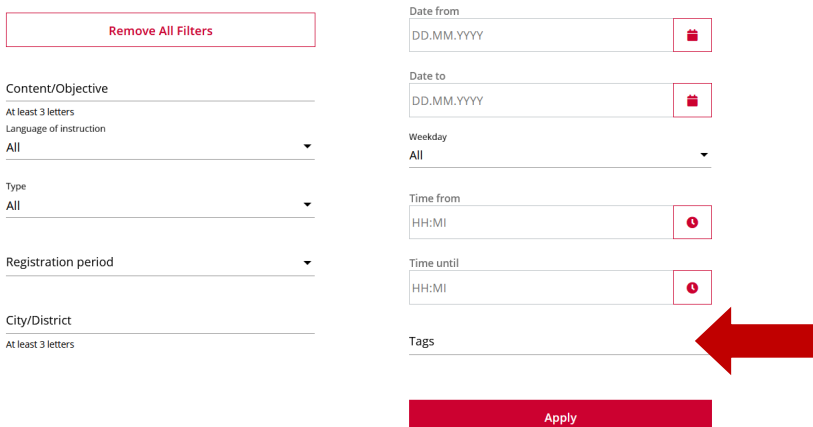 Remove All Filters
Content/Objective
At least 3 letters
Language of instruction
All
Type
All
Registration period
City/District
At least 3 letters
Date from
DD.MM.YYYY
Date to
DD.MM.YYYY
Weekday
All
Time from
HH:MI
Time until
HH:MI
Tags
Apply